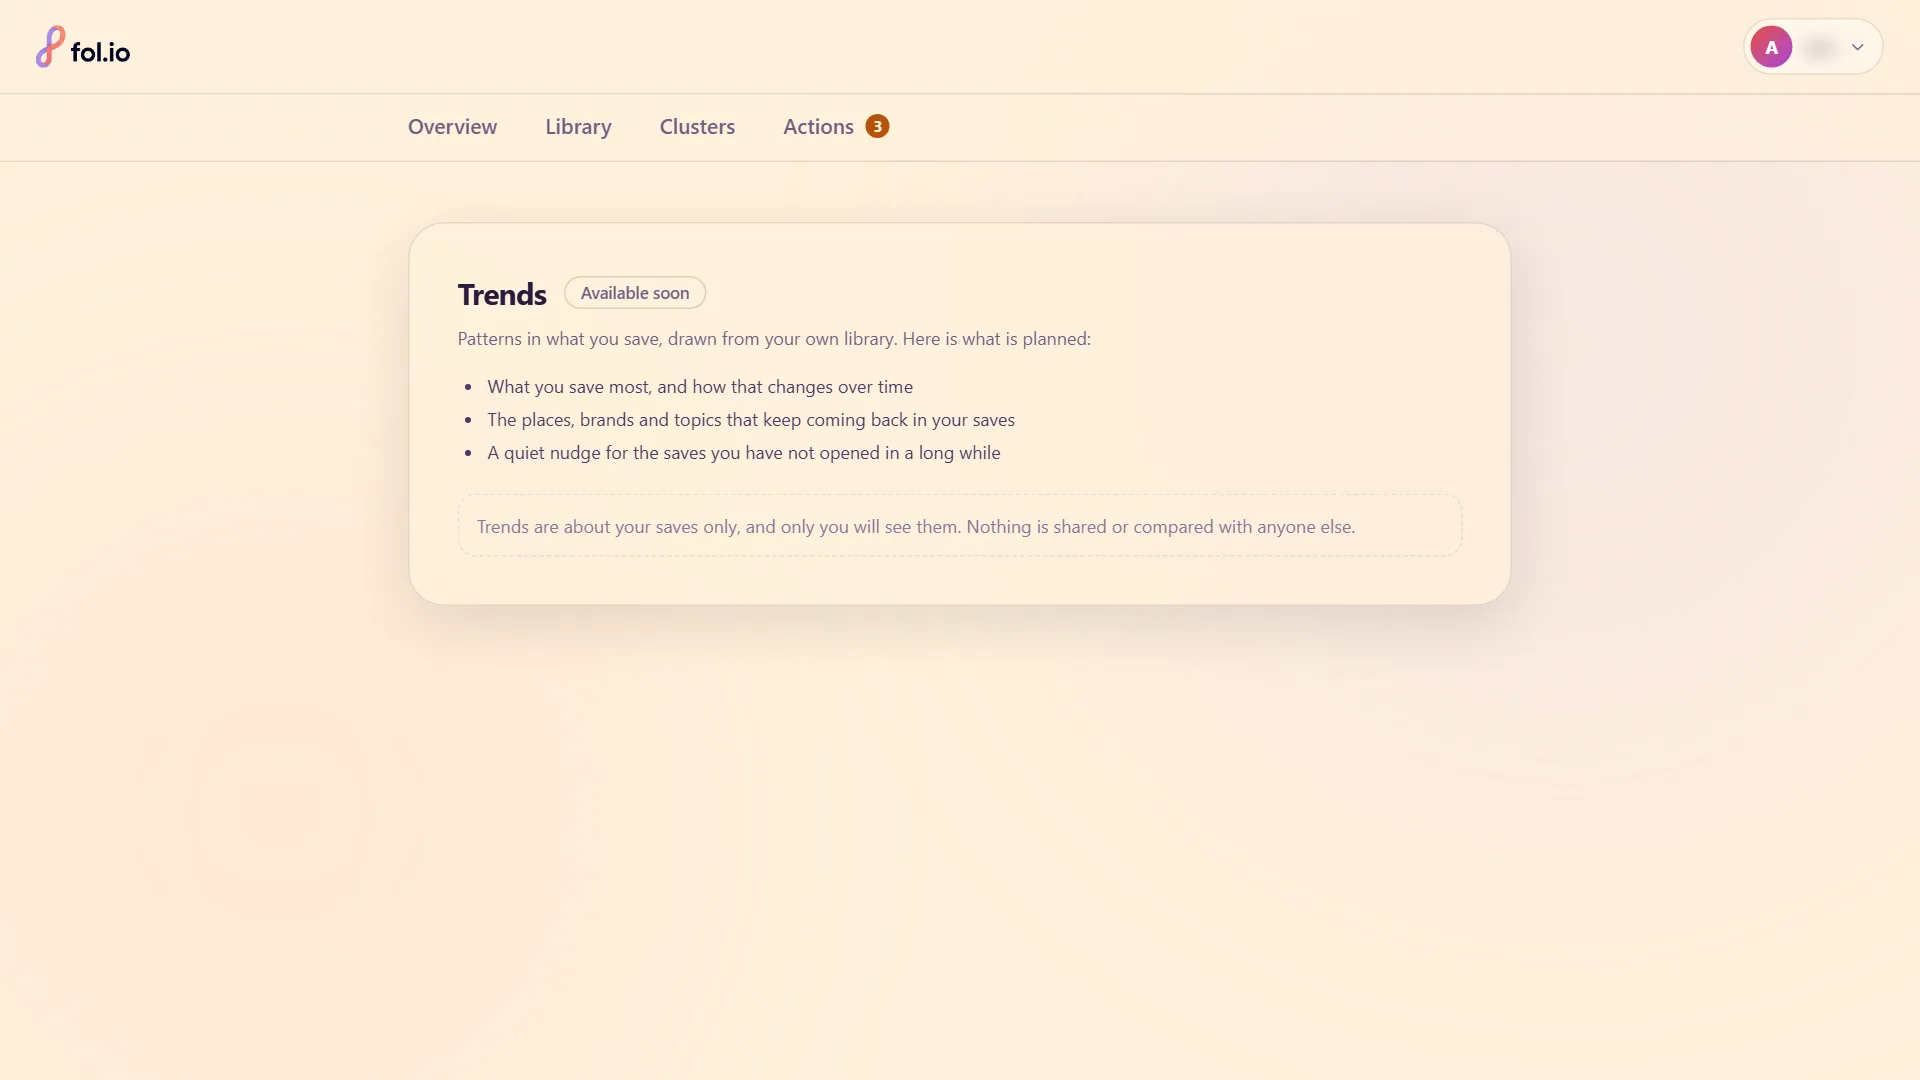 fol.io
A
Overview
Library
Clusters
Actions 3
Trends
Available soon
Patterns in what you save, drawn from your own library. Here is what is planned:
• What you save most, and how that changes over time
• The places, brands and topics that keep coming back in your saves
• A quiet nudge for the saves you have not opened in a long while
Trends are about your saves only, and only you will see them. Nothing is shared or compared with anyone else.